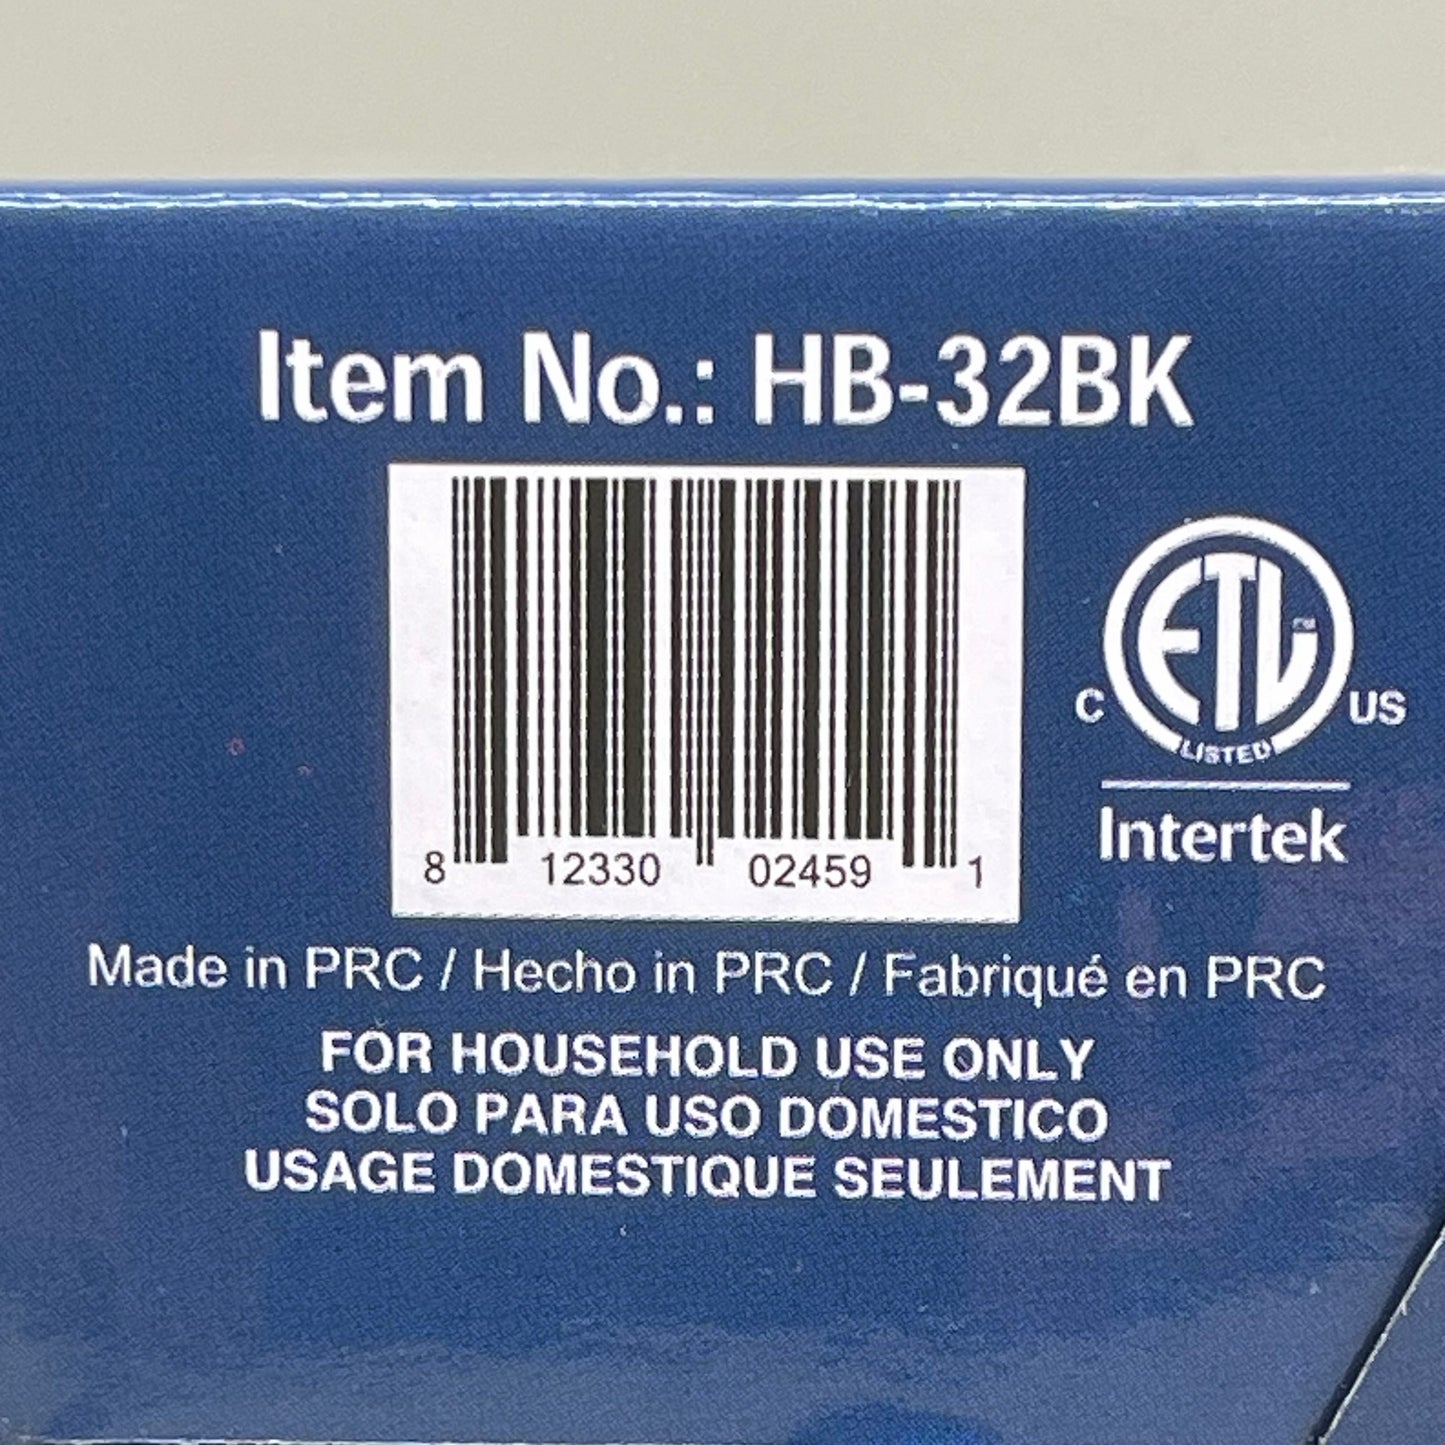 Item No.: HB-32BK
8 12330 02459 1
ETL
C US
LISTED
Intertek
Made in PRC / Hecho in PRC / Fabriqué en PRC
FOR HOUSEHOLD USE ONLY
SOLO PARA USO DOMESTICO
USAGE DOMESTIQUE SEULEMENT